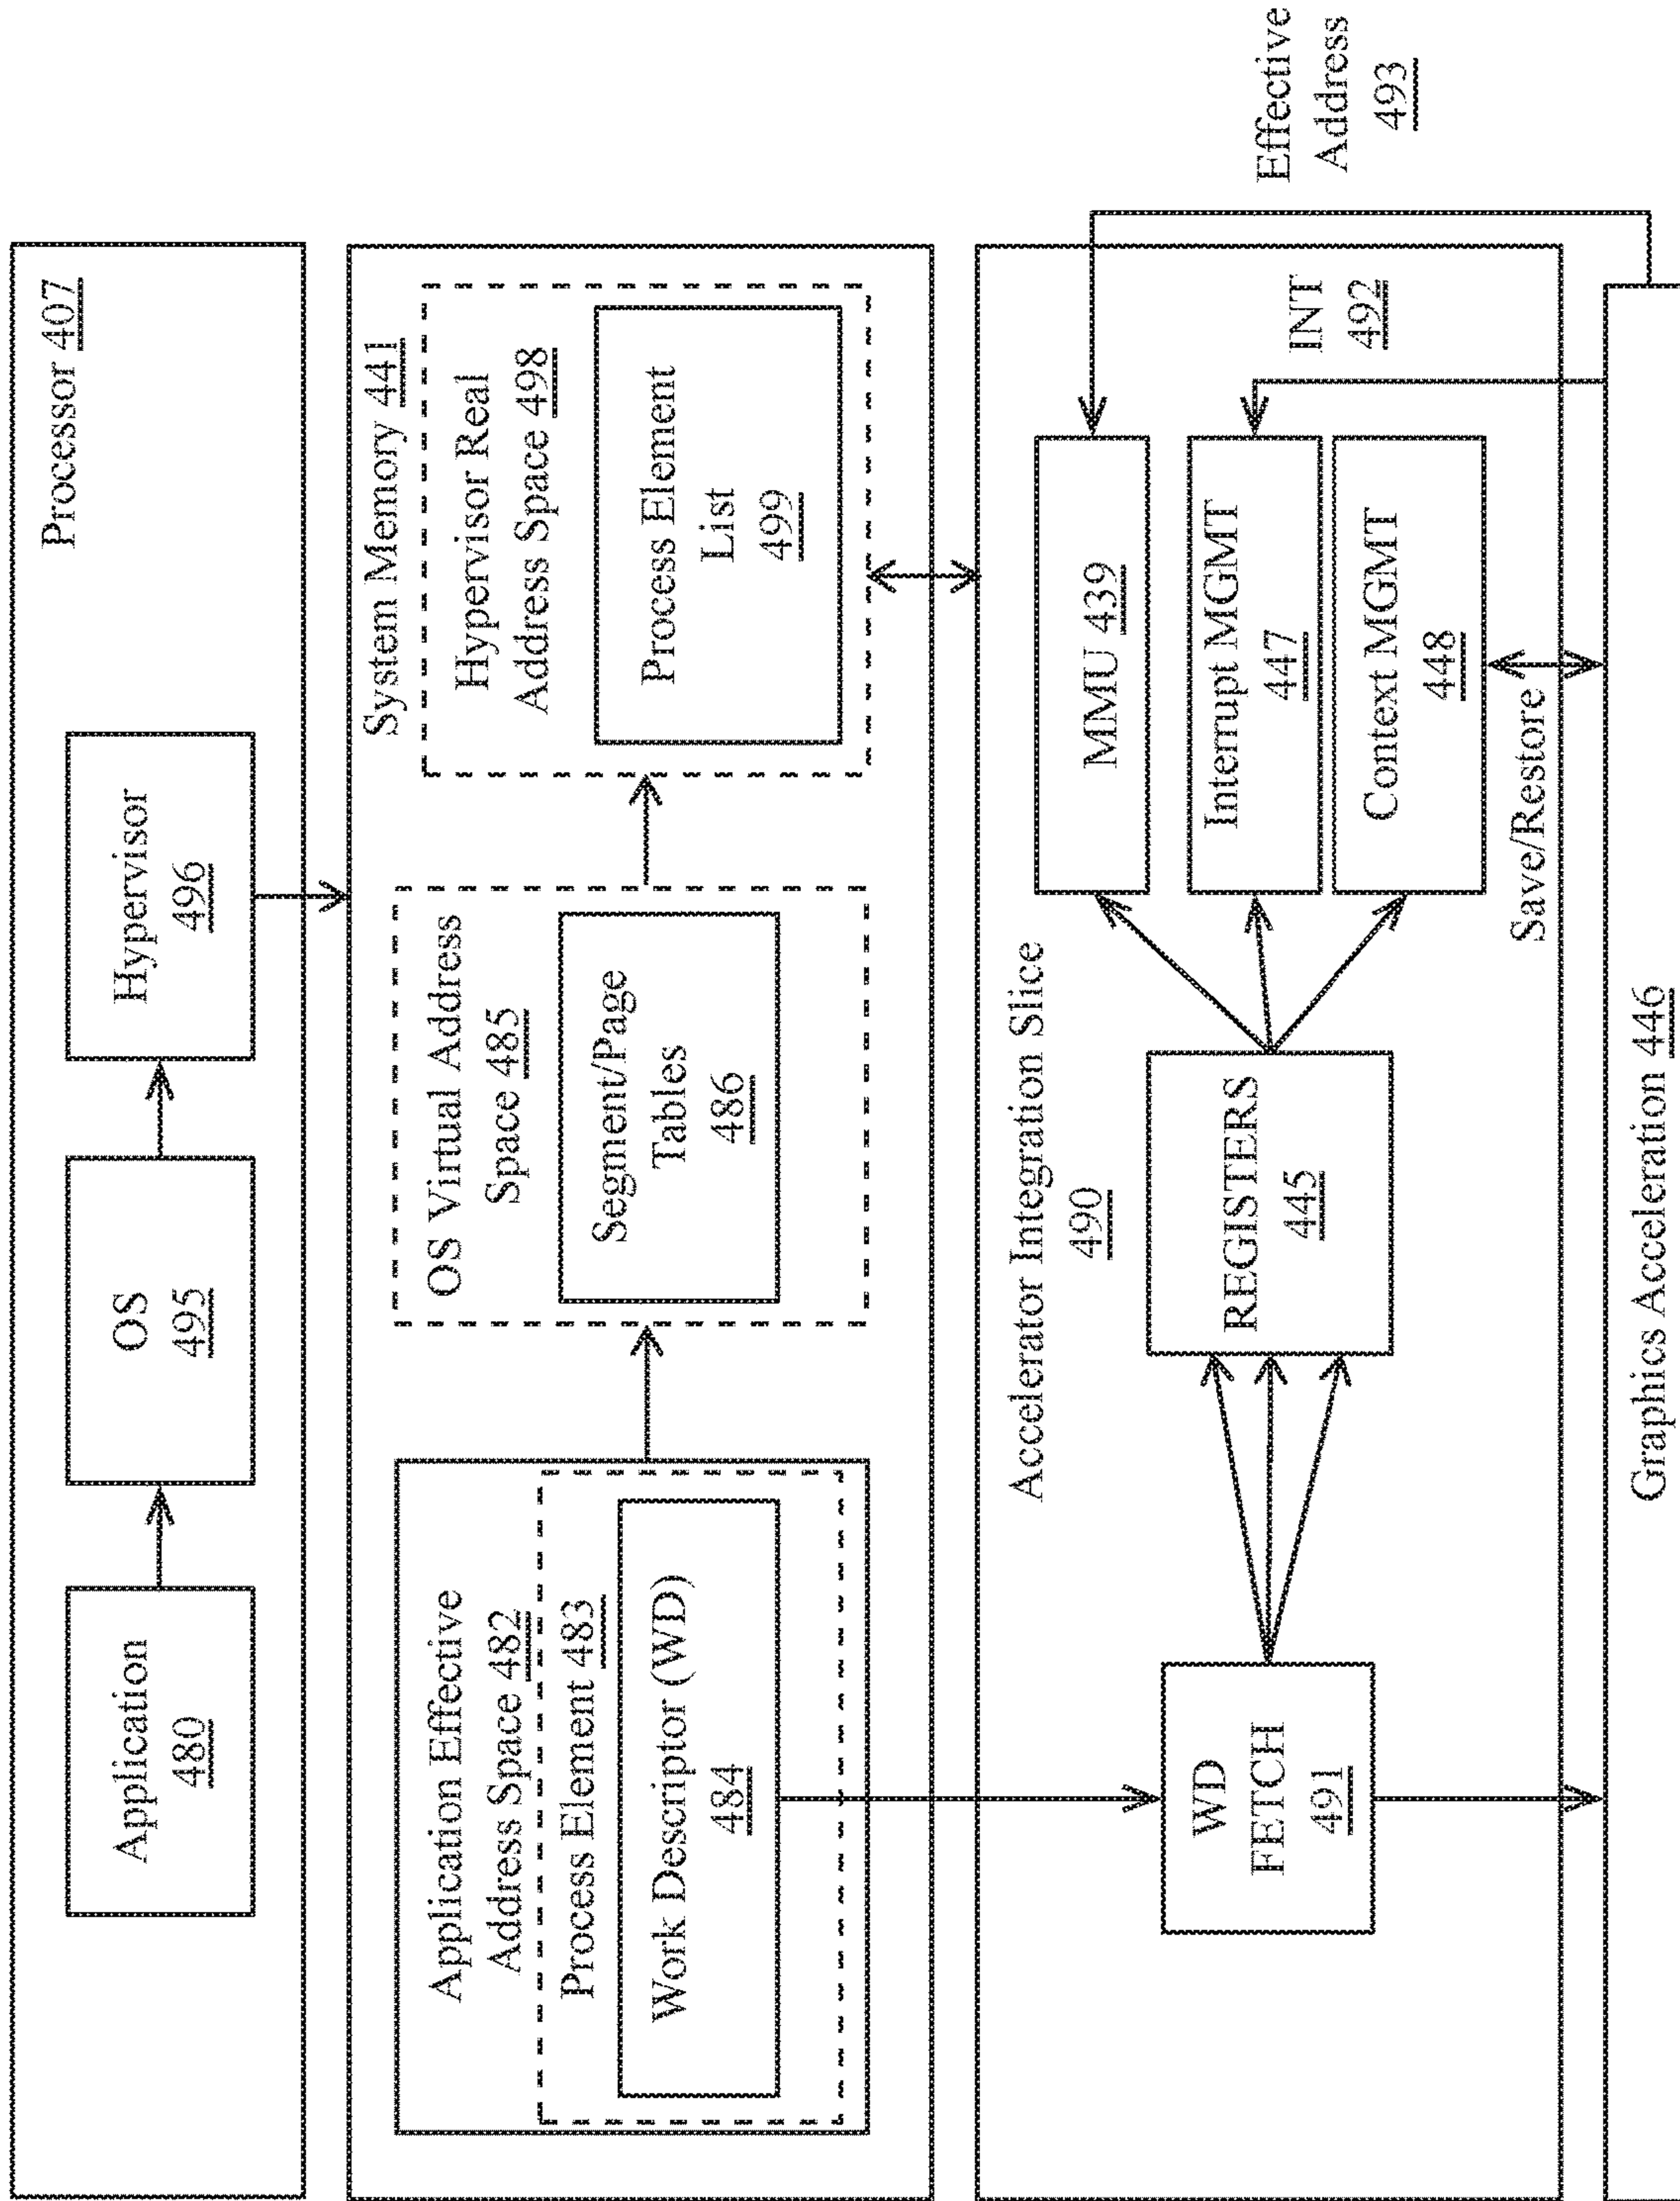 Processor 407
Application
480
OS
495
Hypervisor
496
System Memory 441
Application Effective
Address Space 482
Process Element 483
Work Descriptor (WD)
484
OS Virtual Address
Space 485
Segment/Page
Tables
486
Hypervisor Real
Address Space 498
Process Element
List
499
Accelerator Integration Slice
490
WD
FETCH
491
REGISTERS
445
MMU 439
Interrupt MGMT
447
Context MGMT
448
Save/Restore
INT
492
Effective
Address
493
Graphics Acceleration 446